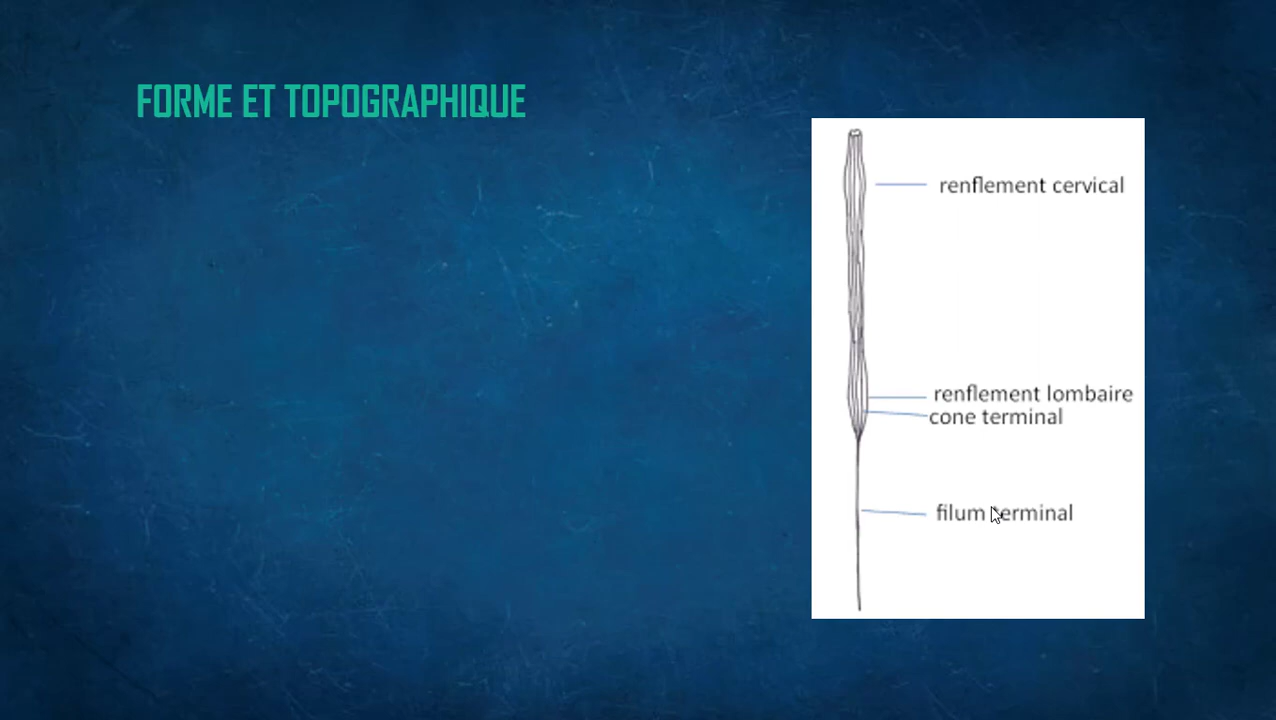 FORME ET TOPOGRAPHIQUE
renflement cervical
renflement lombaire
cone terminal
filum terminal